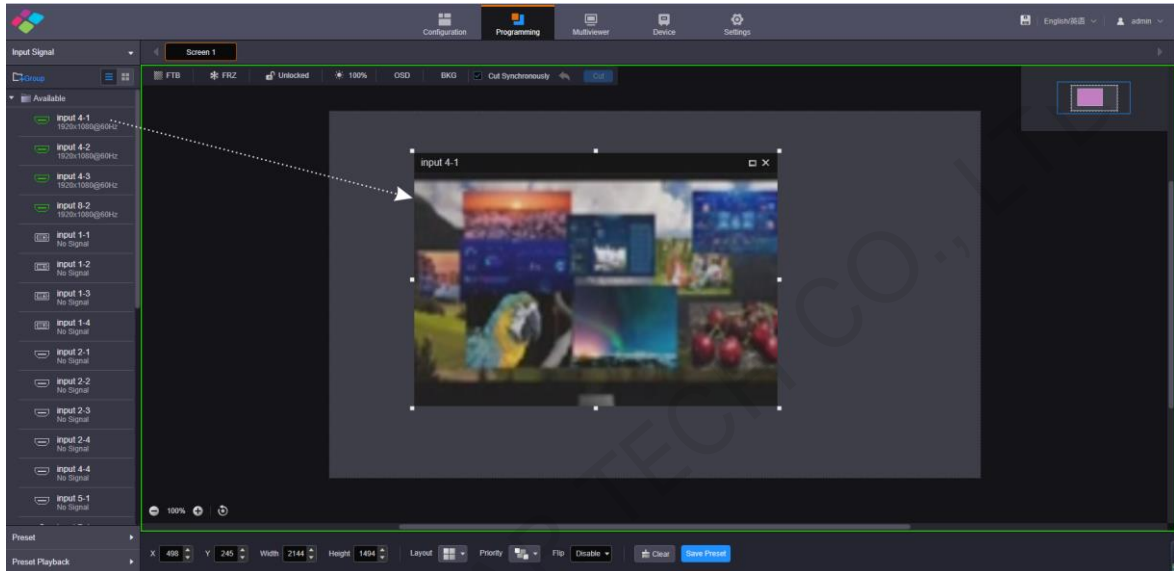 Configuration
Programming
Multiviewer
Device
Settings
English/英语
admin
Input Signal
Screen 1
Group
FTB
FRZ
Unlocked
100%
OSD
BKG
Cut Synchronously
Cut
Available
input 4-1
1920x1080@60Hz
input 4-2
1920x1080@60Hz
input 4-3
1920x1080@60Hz
input 8-2
1920x1080@60Hz
input 1-1
No Signal
input 1-2
No Signal
input 1-3
No Signal
input 1-4
No Signal
input 2-1
No Signal
input 2-2
No Signal
input 2-3
No Signal
input 2-4
No Signal
input 4-4
No Signal
input 5-1
No Signal
input 4-1
100%
Preset
Preset Playback
X 498 Y 245 Width 2144 Height 1494 Layout Priority Flip Disable Clear Save Preset
TECH CO., LTD